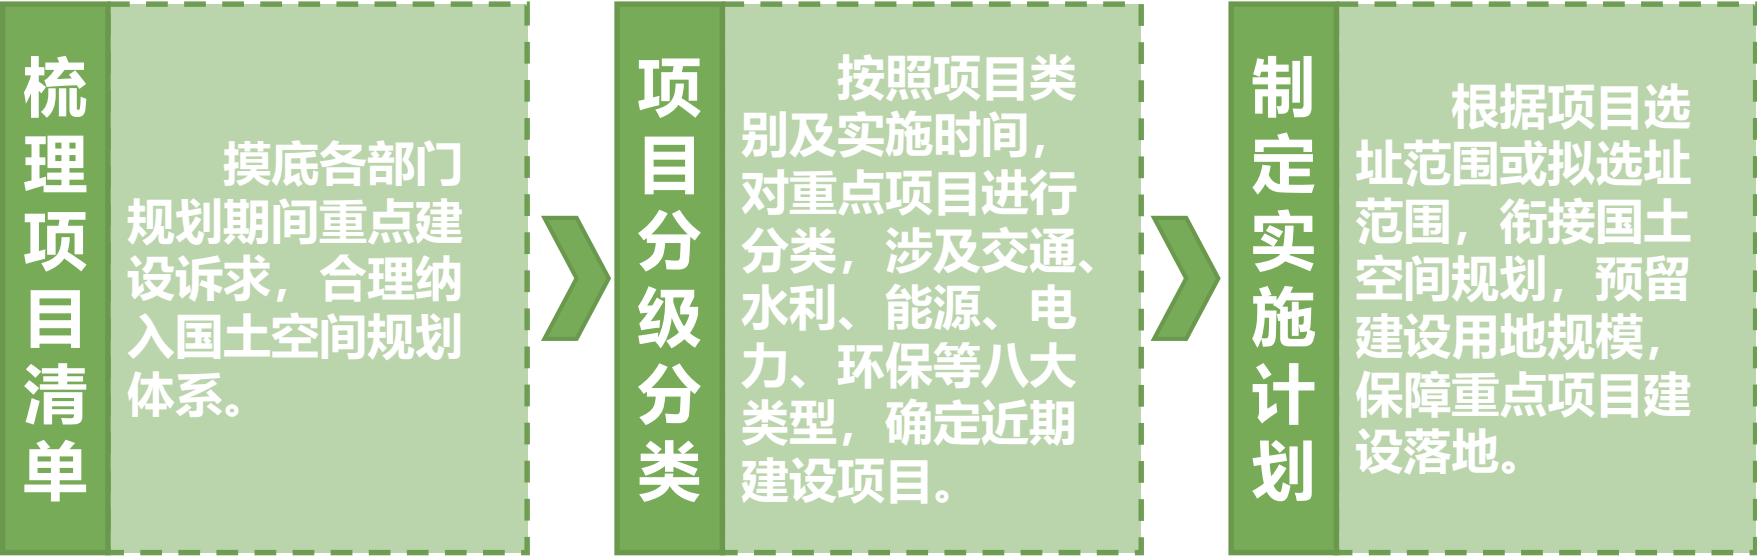 梳理项目清单
摸底各部门
规划期间重点建
设诉求，合理纳
入国土空间规划
体系。
项目分级分类
按照项目类
别及实施时间，
对重点项目进行
分类，涉及交通、
水利、能源、电
力、环保等八大
类型，确定近期
建设项目。
制定实施计划
根据项目选
址范围或拟选址
范围，衔接国土
空间规划，预留
建设用地规模，
保障重点项目建
设落地。